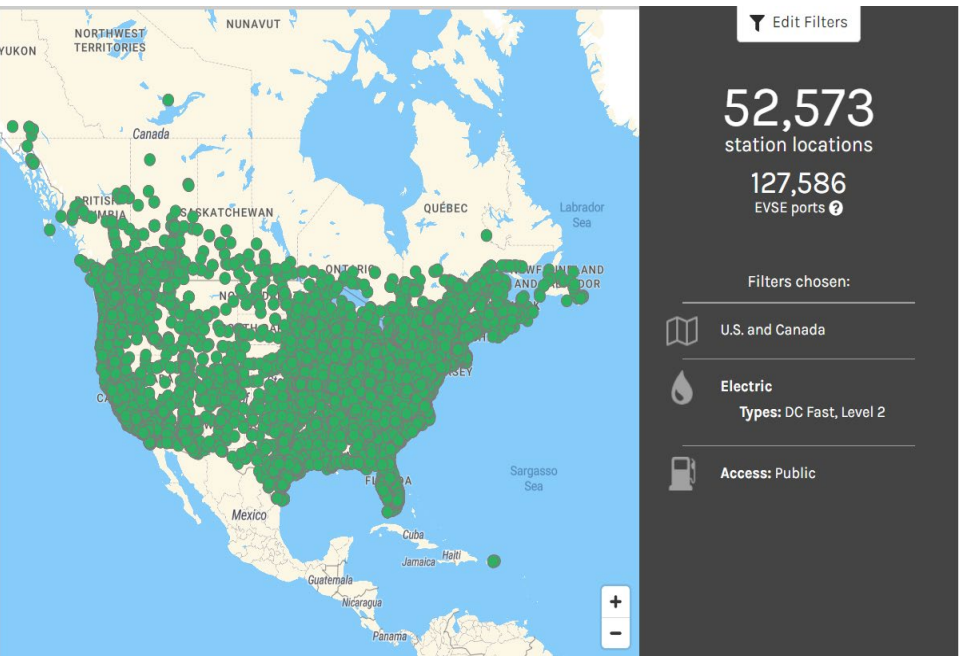 NUNAVUT
NORTHWEST
TERRITORIES
YUKON
Canada
BRITISH
SASKATCHEWAN
QUÉBEC
Labrador
Sea
ONTARIO
Sargasso
Sea
Mexico
Cuba
Haiti
Jamaica
Guatemala
Nicaragua
Panama
+
−
Edit Filters
52,573
station locations
127,586
EVSE ports ?
Filters chosen:
U.S. and Canada
Electric
Types: DC Fast, Level 2
Access: Public